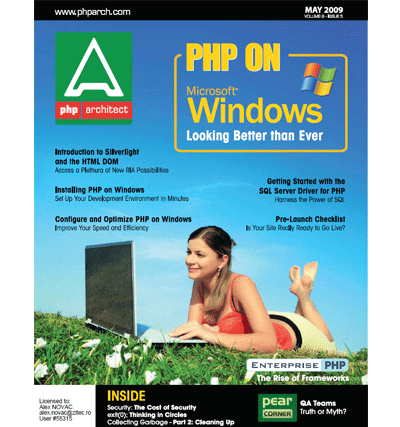 www.phparch.com
MAY 2009
VOLUME 8 - ISSUE 5
php architect
PHP ON
Microsoft®
Windows
Looking Better than Ever
Introduction to Silverlight
and the HTML DOM
Access a Plethura of New RIA Possibilities
Installing PHP on Windows
Set Up Your Development Environment in Minutes
Configure and Optimize PHP on Windows
Improve Your Speed and Efficiency
Getting Started with the
SQL Server Driver for PHP
Harness the Power of SQL
Pre-Launch Checklist
Is Your Site Really Ready to Go Live?
ENTERPRISE PHP
The Rise of Frameworks
Licensed to:
Alex NOVAC
alex.novac@zitec.ro
User #55315
INSIDE
Security: The Cost of Security
exit(0); Thinking in Circles
Collecting Garbage - Part 2: Cleaning Up
pear
CORNER
QA Teams
Truth or Myth?